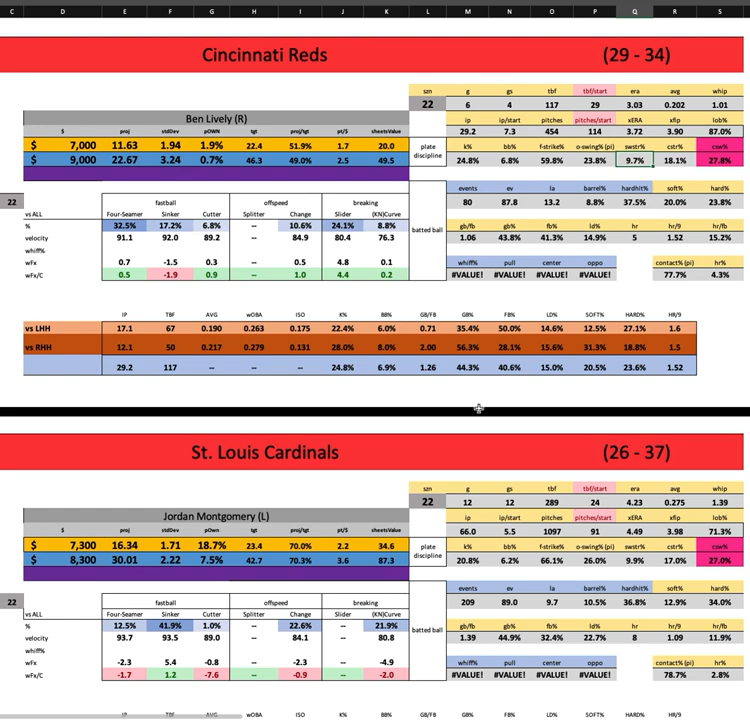 C D E F G H I J K L M N O P Q R S
Cincinnati Reds (29 - 34)
szn g gs tbf tbf/start era avg whip
22 6 4 117 29 3.03 0.202 1.01
Ben Lively (R) ip ip/start pitches pitches/start xERA xfip lob%
29.2 7.3 454 114 3.72 3.90 87.0%
$ proj stdDev pOWN tgt proj/tgt pt/$ sheetsValue
$ 7,000 11.63 1.94 1.9% 22.4 51.9% 1.7 20.0
plate discipline k% bb% f-strike% o-swing% (pi) swstr% cstr% csw%
$ 9,000 22.67 3.24 0.7% 46.3 49.0% 2.5 49.5 24.8% 6.8% 59.8% 23.8% 9.7% 18.1% 27.8%
events ev la barrel% hardhit% soft% hard%
22 fastball offspeed breaking 80 87.8 13.2 8.8% 37.5% 20.0% 23.8%
vs ALL Four-Seamer Sinker Cutter Splitter Change Slider (KN)Curve
% 32.5% 17.2% 6.8% -- 10.6% 24.1% 8.8% batted ball gb/fb gb% fb% ld% hr hr/9 hr/fb
velocity 91.1 92.0 89.2 -- 84.9 80.4 76.3 1.06 43.8% 41.3% 14.9% 5 1.52 15.2%
whiff%
wFx 0.7 -1.5 0.3 -- 0.5 4.8 0.1 whiff% pull center oppo contact% (pi) hr%
wFx/C 0.5 -1.9 0.9 -- 1.0 4.4 0.2 #VALUE! #VALUE! #VALUE! #VALUE! 77.7% 4.3%
IP TBF AVG wOBA ISO K% BB% GB/FB GB% FB% LD% SOFT% HARD% HR/9
vs LHH 17.1 67 0.190 0.263 0.175 22.4% 6.0% 0.71 35.4% 50.0% 14.6% 12.5% 27.1% 1.6
vs RHH 12.1 50 0.217 0.279 0.131 28.0% 8.0% 2.00 56.3% 28.1% 15.6% 31.3% 18.8% 1.5
29.2 117 -- -- -- 24.8% 6.9% 1.26 44.3% 40.6% 15.0% 20.5% 23.6% 1.52
St. Louis Cardinals (26 - 37)
szn g gs tbf tbf/start era avg whip
22 12 12 289 24 4.23 0.275 1.39
Jordan Montgomery (L) ip ip/start pitches pitches/start xERA xfip lob%
$ proj stdDev pOwn tgt proj/tgt pt/$ sheetsValue 66.0 5.5 1097 91 4.49 3.98 71.3%
$ 7,300 16.34 1.71 18.7% 23.4 70.0% 2.2 34.6
plate discipline k% bb% f-strike% o-swing% (pi) swstr% cstr% csw%
$ 8,300 30.01 2.22 7.5% 42.7 70.3% 3.6 87.3 20.8% 6.2% 66.1% 26.0% 9.9% 17.0% 27.0%
events ev la barrel% hardhit% soft% hard%
22 fastball offspeed breaking 209 89.0 9.7 10.5% 36.8% 12.9% 34.0%
vs ALL Four-Seamer Sinker Cutter Splitter Change Slider (KN)Curve
% 12.5% 41.9% 1.0% -- 22.6% -- 21.9% batted ball gb/fb gb% fb% ld% hr hr/9 hr/fb
velocity 93.7 93.5 89.0 -- 84.1 -- 80.8 1.39 44.9% 32.4% 22.7% 8 1.09 11.9%
whiff%
wFx -2.3 5.4 -0.8 -- -2.3 -- -4.9 whiff% pull center oppo contact% (pi) hr%
wFx/C -1.7 1.2 -7.6 -- -0.9 -- -2.0 #VALUE! #VALUE! #VALUE! #VALUE! 78.7% 2.8%
IP TBF AVG wOBA ISO K% BB% GB/FB GB% FB% LD% SOFT% HARD% HR/9